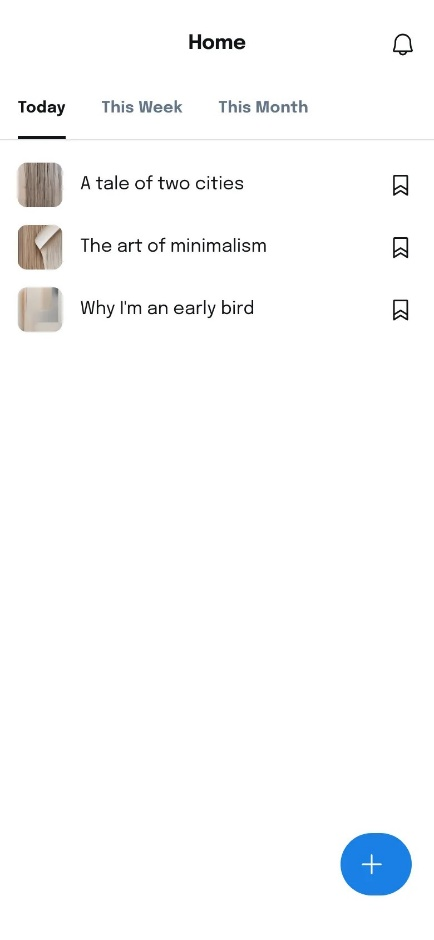 Home
Today This Week This Month
A tale of two cities
The art of minimalism
Why I'm an early bird